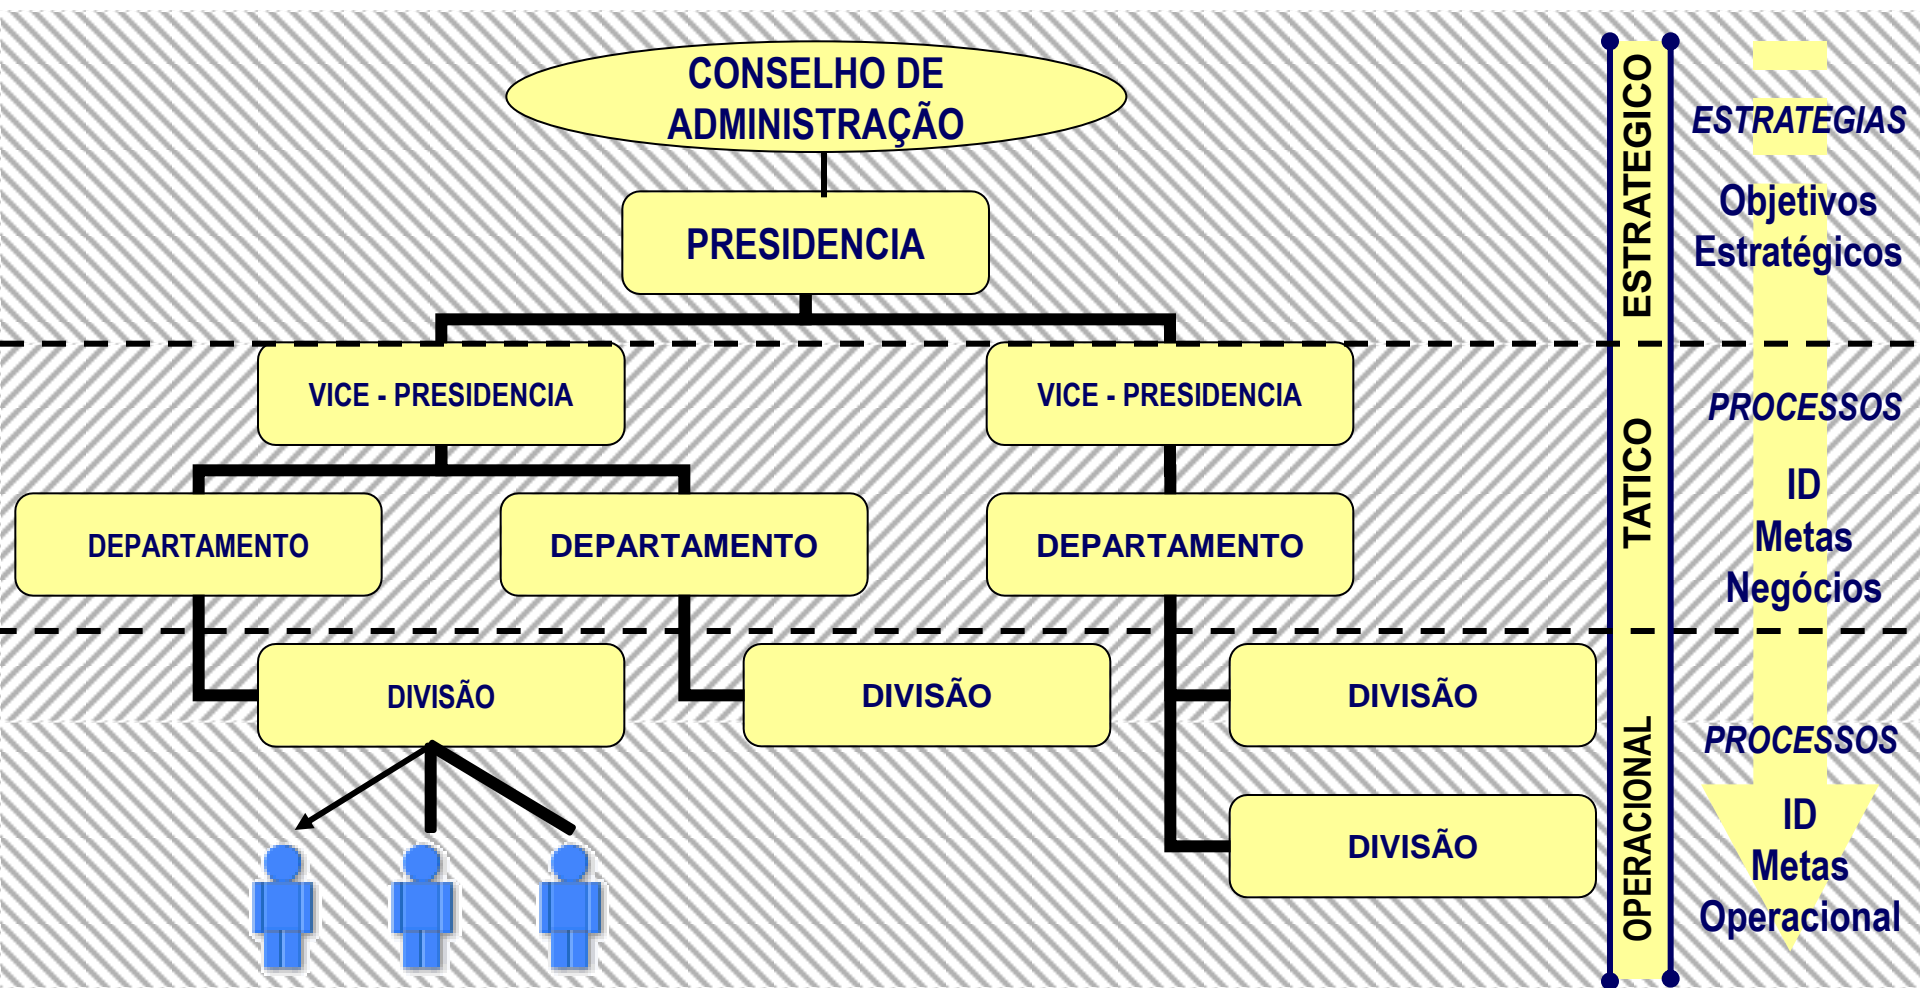 CONSELHO DE
ADMINISTRAÇÃO
PRESIDENCIA
VICE - PRESIDENCIA
VICE - PRESIDENCIA
DEPARTAMENTO
DEPARTAMENTO
DEPARTAMENTO
DIVISÃO
DIVISÃO
DIVISÃO
DIVISÃO
ESTRATEGICO
TATICO
OPERACIONAL
ESTRATEGIAS
Objetivos
Estratégicos
PROCESSOS
ID
Metas
Negócios
PROCESSOS
ID
Metas
Operacional